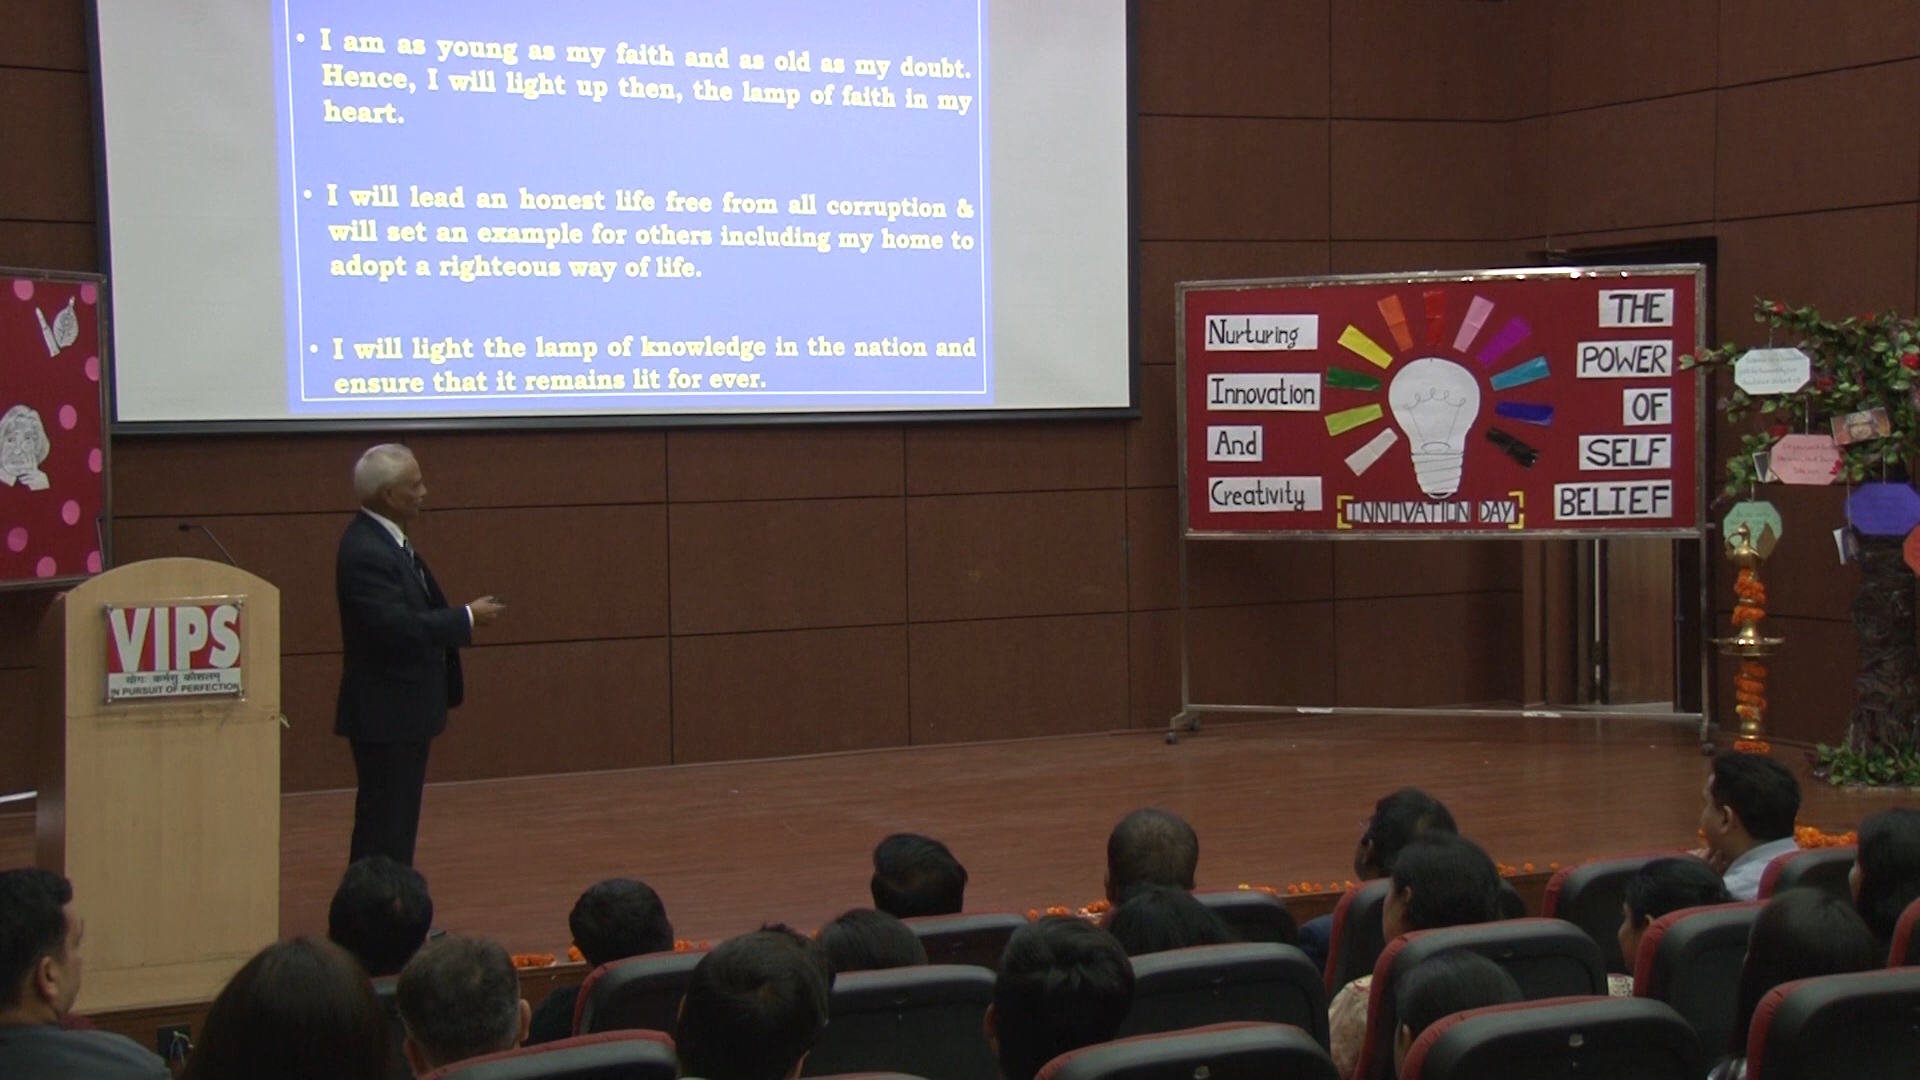 • I am as young as my faith and as old as my doubt.
Hence, I will light up then, the lamp of faith in my
heart.
• I will lead an honest life free from all corruption &
will set an example for others including my home to
adopt a righteous way of life.
• I will light the lamp of knowledge in the nation and
ensure that it remains lit for ever.
Nurturing
Innovation
And
Creativity
INNOVATION DAY
THE
POWER
OF
SELF
BELIEF
VIPS
योगः कर्मसु कौशलम्
IN PURSUIT OF PERFECTION